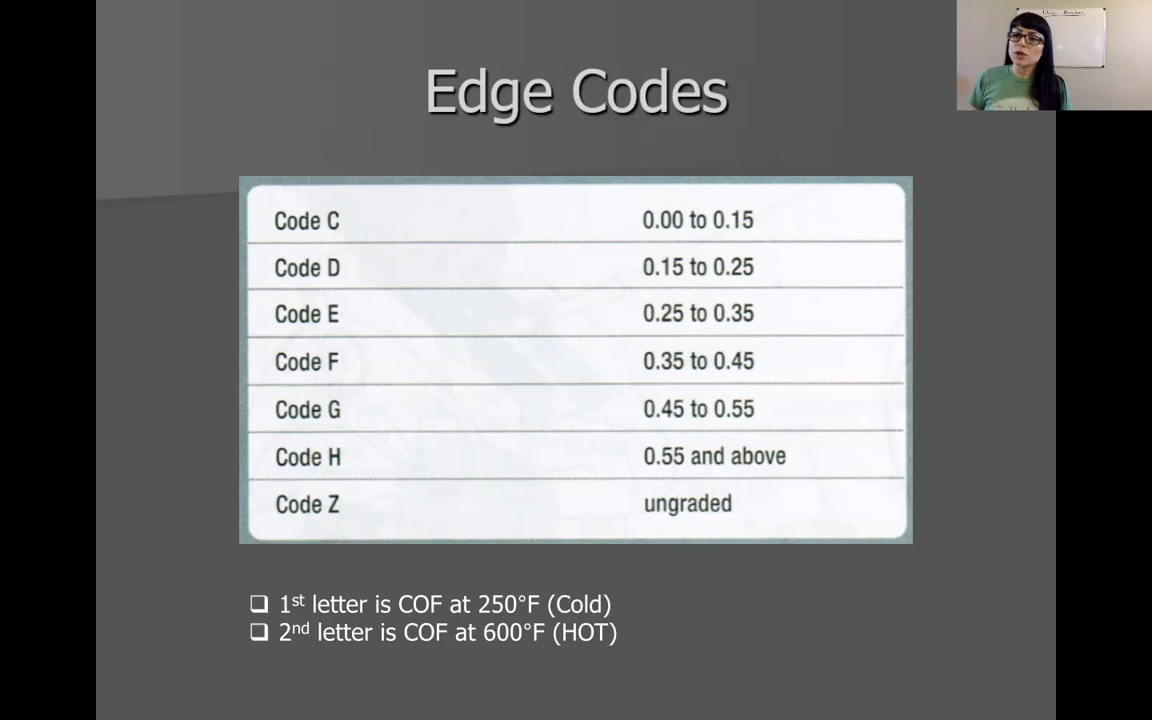 Edge Codes
Code C 0.00 to 0.15
Code D 0.15 to 0.25
Code E 0.25 to 0.35
Code F 0.35 to 0.45
Code G 0.45 to 0.55
Code H 0.55 and above
Code Z ungraded
❑ 1st letter is COF at 250°F (Cold)
❑ 2nd letter is COF at 600°F (HOT)